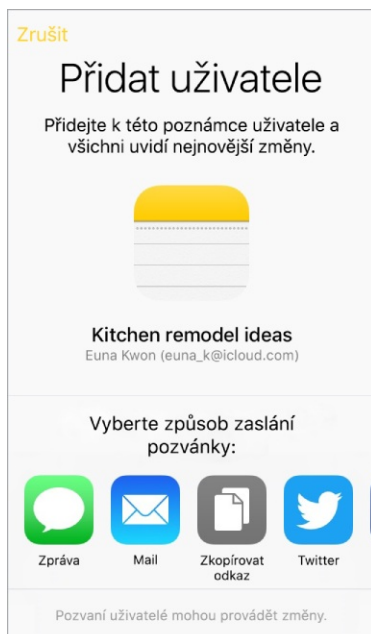 Zrušit
Přidat uživatele
Přidejte k této poznámce uživatele a
všichni uvidí nejnovější změny.
Kitchen remodel ideas
Euna Kwon (euna_k@icloud.com)
Vyberte způsob zaslání
pozvánky:
Zpráva
Mail
Zkopírovat
odkaz
Twitter
Pozvaní uživatelé mohou provádět změny.